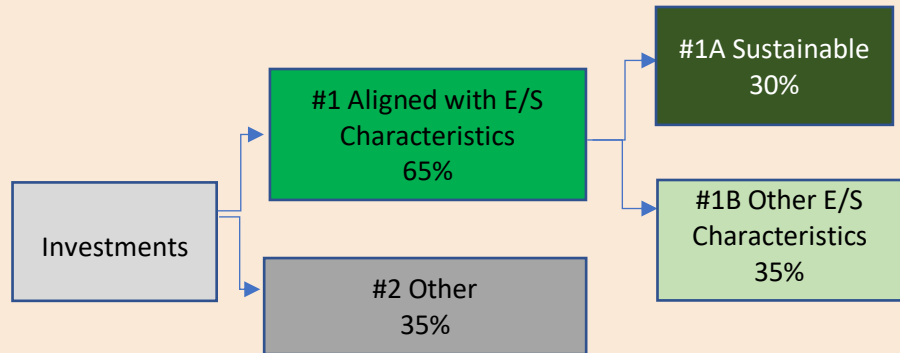 Investments
#1 Aligned with E/S
Characteristics
65%
#2 Other
35%
#1A Sustainable
30%
#1B Other E/S
Characteristics
35%